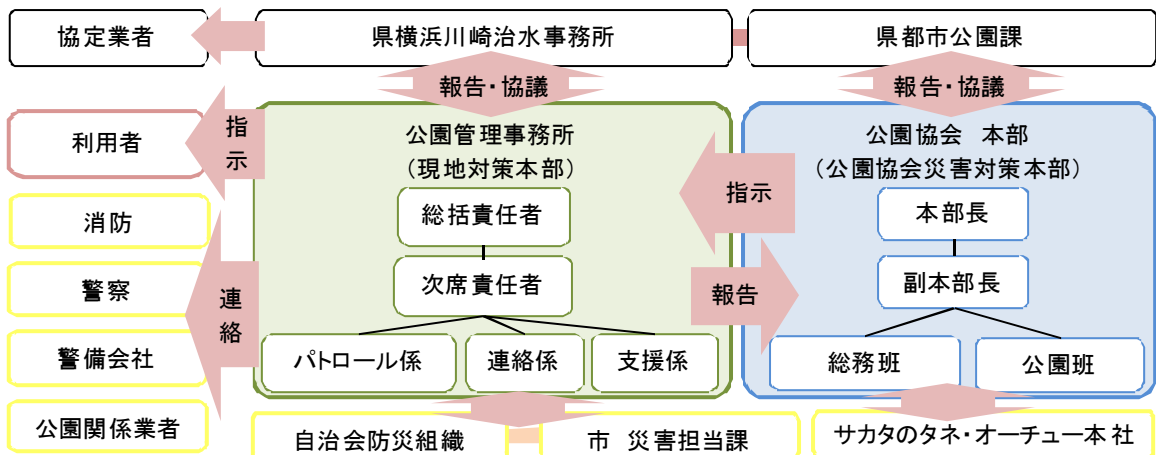 協定業者
県横浜川崎治水事務所
県都市公園課
報告・協議
報告・協議
利用者
指示
公園管理事務所
(現地対策本部)
公園協会 本部
(公園協会災害対策本部)
消防
総括責任者
指示
本部長
警察
連絡
次席責任者
報告
副本部長
警備会社
パトロール係
連絡係
支援係
総務班
公園班
公園関係業者
自治会防災組織
市 災害担当課
サカタのタネ・オーチュー本社